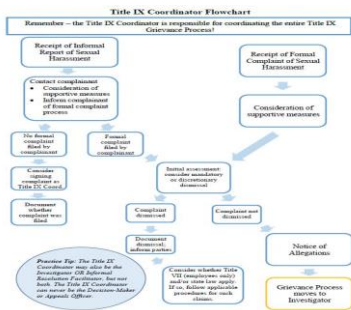 Title IX Coordinator Flowchart
Remember – the Title IX Coordinator is responsible for coordinating the entire Title IX
Grievance Process!
Receipt of Informal
Report of Sexual
Harassment
Receipt of Formal
Complaint of Sexual
Harassment
Contact complainant
• Consideration of
supportive measures
• Inform complainant
of formal complaint
process
Consideration of
supportive measures
No formal
complaint
filed by
complainant
Formal
complaint
filed by
complainant
Consider
signing
complaint as
Title IX Coord.
Initial assessment:
consider mandatory
or discretionary
dismissal
Document
whether
complaint was
filed
Complaint
dismissed
Complaint not
dismissed
Document
dismissal,
inform parties
Notice of
Allegations
Practice Tip: The Title IX
Coordinator may also be the
Investigator OR Informal
Resolution Facilitator, but not
both. The Title IX Coordinator
can never be the Decision-Maker
or Appeals Officer.
Consider whether Title
VII (employees only)
and/or state law apply.
If so, follow applicable
procedures for such
claims
Grievance Process
moves to
Investigator